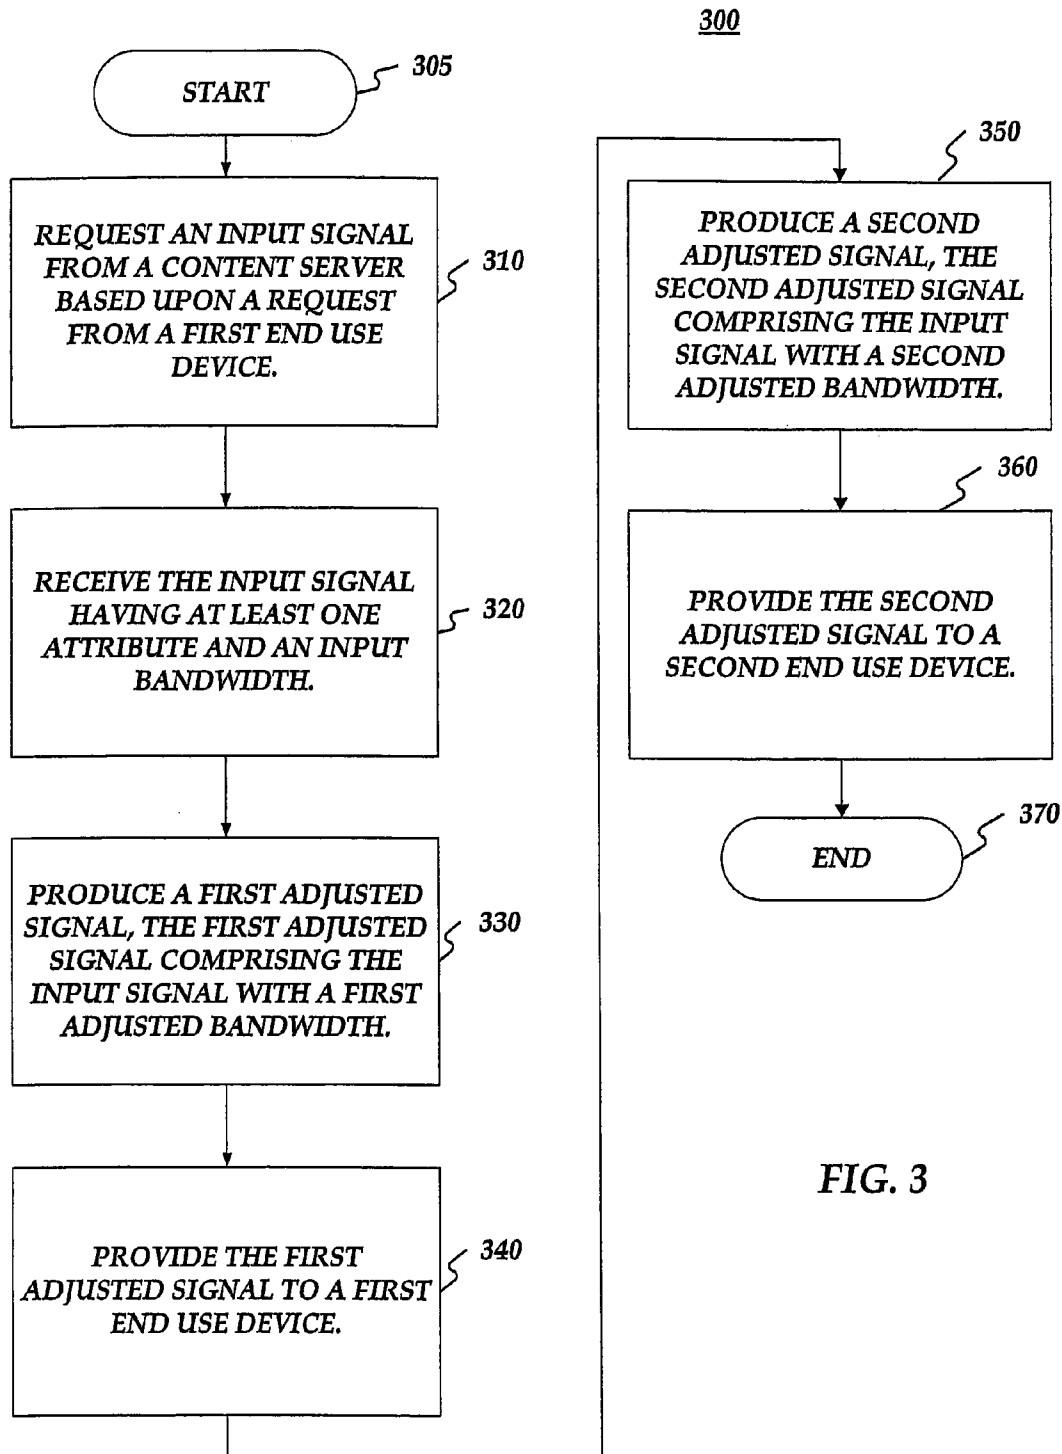 300
START
305
REQUEST AN INPUT SIGNAL
FROM A CONTENT SERVER
BASED UPON A REQUEST
FROM A FIRST END USE
DEVICE.
310
RECEIVE THE INPUT SIGNAL
HAVING AT LEAST ONE
ATTRIBUTE AND AN INPUT
BANDWIDTH.
320
PRODUCE A FIRST ADJUSTED
SIGNAL, THE FIRST ADJUSTED
SIGNAL COMPRISING THE
INPUT SIGNAL WITH A FIRST
ADJUSTED BANDWIDTH.
330
PROVIDE THE FIRST
ADJUSTED SIGNAL TO A FIRST
END USE DEVICE.
340
350
PRODUCE A SECOND
ADJUSTED SIGNAL, THE
SECOND ADJUSTED SIGNAL
COMPRISING THE INPUT
SIGNAL WITH A SECOND
ADJUSTED BANDWIDTH.
360
PROVIDE THE SECOND
ADJUSTED SIGNAL TO A
SECOND END USE DEVICE.
370
END
FIG. 3